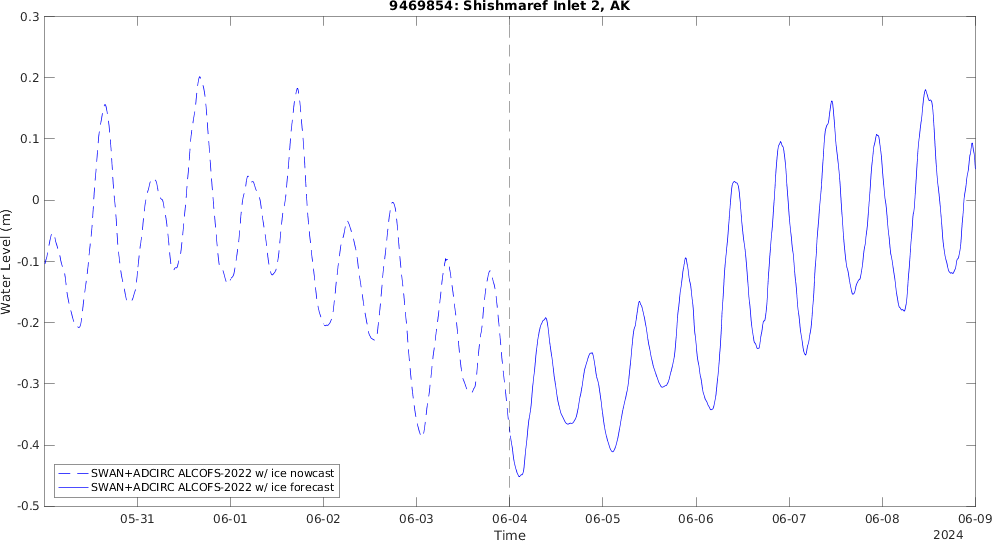 9469854: Shishmaref Inlet 2, AK
0.3
0.2
0.1
0
-0.1
-0.2
-0.3
-0.4
-0.5
Water Level (m)
SWAN+ADCIRC ALCOFS-2022 w/ ice nowcast
SWAN+ADCIRC ALCOFS-2022 w/ ice forecast
05-31 06-01 06-02 06-03 06-04 06-05 06-06 06-07 06-08 06-09
Time
2024